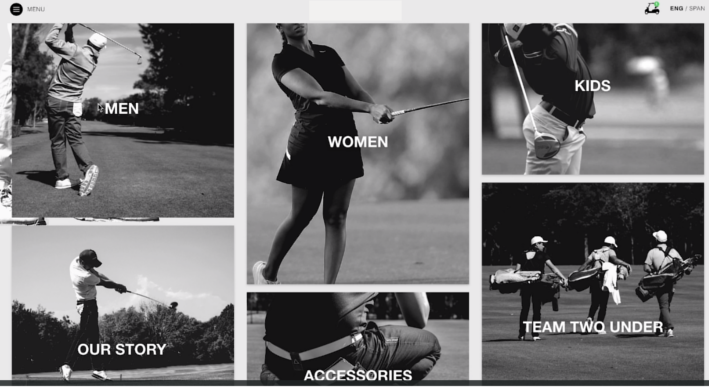 MENU
ENG / SPAN
MEN
WOMEN
KIDS
OUR STORY
ACCESSORIES
TEAM TWO UNDER